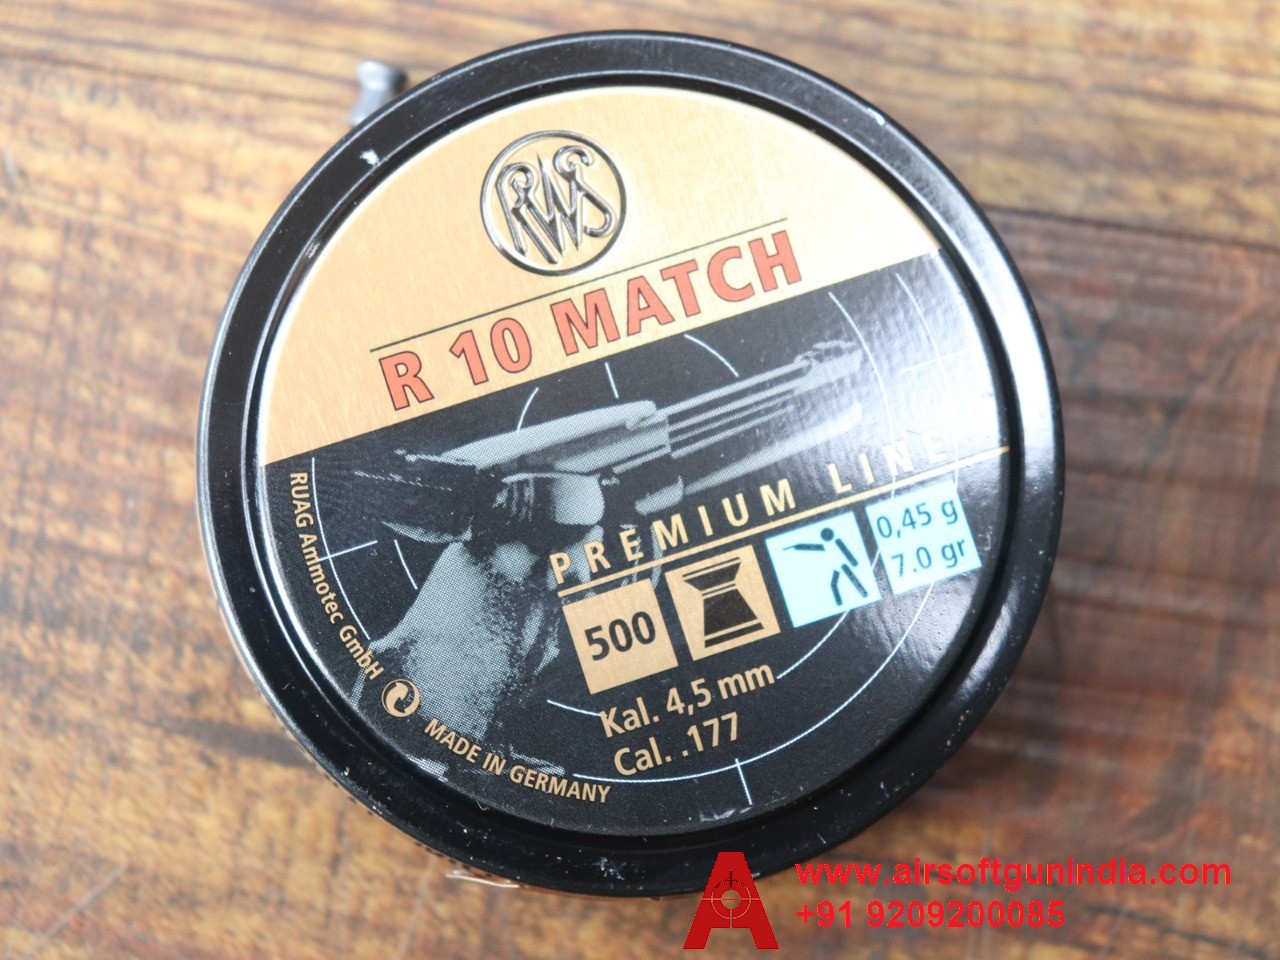 RWS
R 10 MATCH
PREMIUM LINE
500
0,45 g
7.0 gr
Kal. 4,5 mm
Cal. .177
RUAG Ammotec GmbH
MADE IN GERMANY
www.airsoftgunindia.com
+91 9209200085